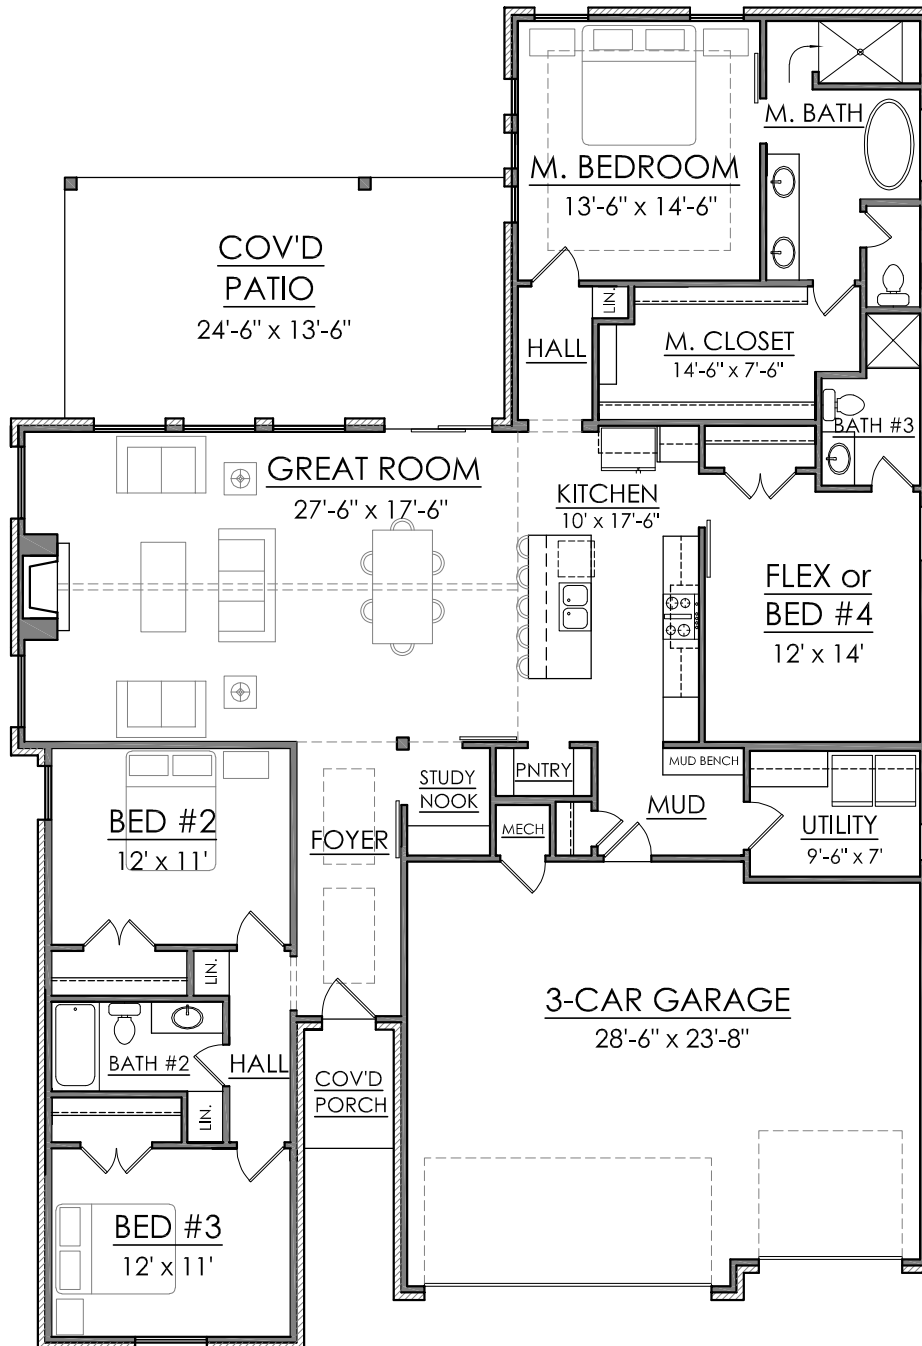 M. BATH
M. BEDROOM
13'-6" x 14'-6"
COV'D
PATIO
24'-6" x 13'-6"
LIN.
HALL
M. CLOSET
14'-6" x 7'-6"
BATH #3
GREAT ROOM
27'-6" x 17'-6"
KITCHEN
10' x 17'-6"
FLEX or
BED #4
12' x 14'
MUD BENCH
PNTRY
STUDY
NOOK
MUD
BED #2
12' x 11'
FOYER
MECH
UTILITY
9'-6" x 7'
LIN.
3-CAR GARAGE
28'-6" x 23'-8"
BATH #2
HALL
COV'D
PORCH
LIN.
BED #3
12' x 11'